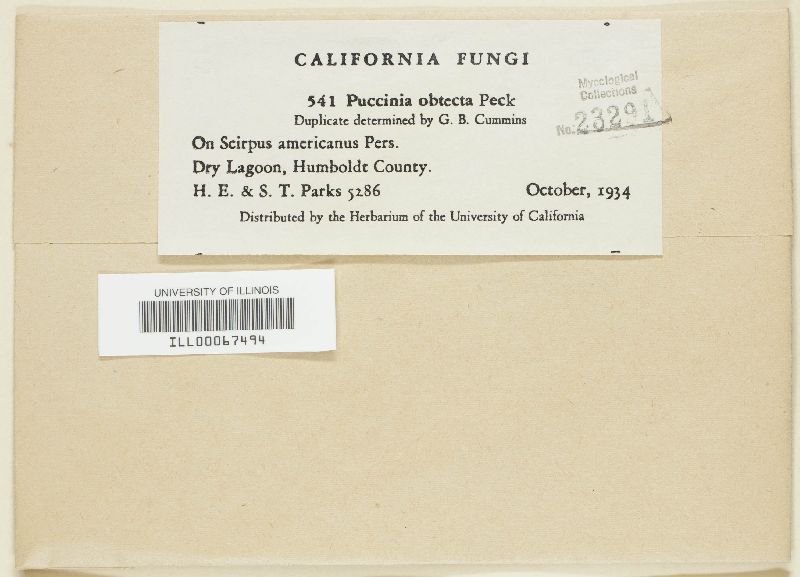 CALIFORNIA FUNGI
541 Puccinia obtecta Peck
Duplicate determined by G. B. Cummins
On Scirpus americanus Pers.
Dry Lagoon, Humboldt County.
H. E. & S. T. Parks 5286 October, 1934
Distributed by the Herbarium of the University of California
Mycological
Collections
No. 23291
UNIVERSITY OF ILLINOIS
ILL00067494